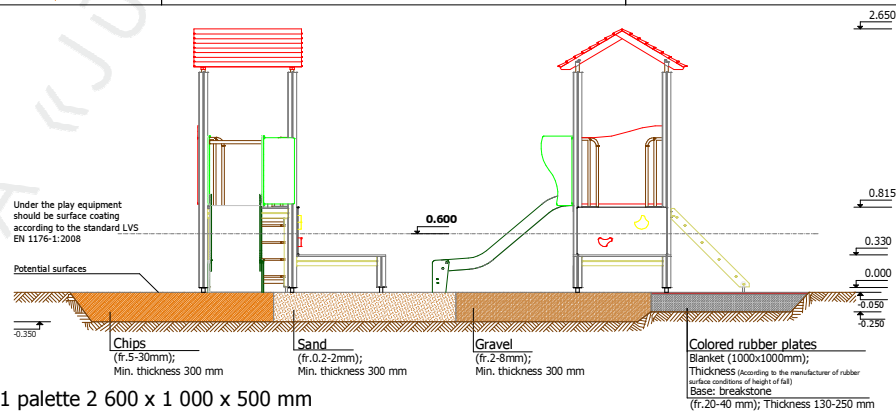 A «JU
2.650
Under the play equipment
should be surface coating
according to the standard LVS
EN 1176-1:2008
0.815
0.600
0.330
Potential surfaces
0.000
-0.050
-0.250
-0.350
Chips
(fr.5-30mm);
Min. thickness 300 mm
Sand
(fr.0.2-2mm);
Min. thickness 300 mm
Gravel
(fr.2-8mm);
Min. thickness 300 mm
Colored rubber plates
Blanket (1000x1000mm);
Thickness (According to the manufacturer of rubber
surface conditions of height of fall)
Base: breakstone
(fr.20-40 mm); Thickness 130-250 mm
1 palette 2 600 x 1 000 x 500 mm